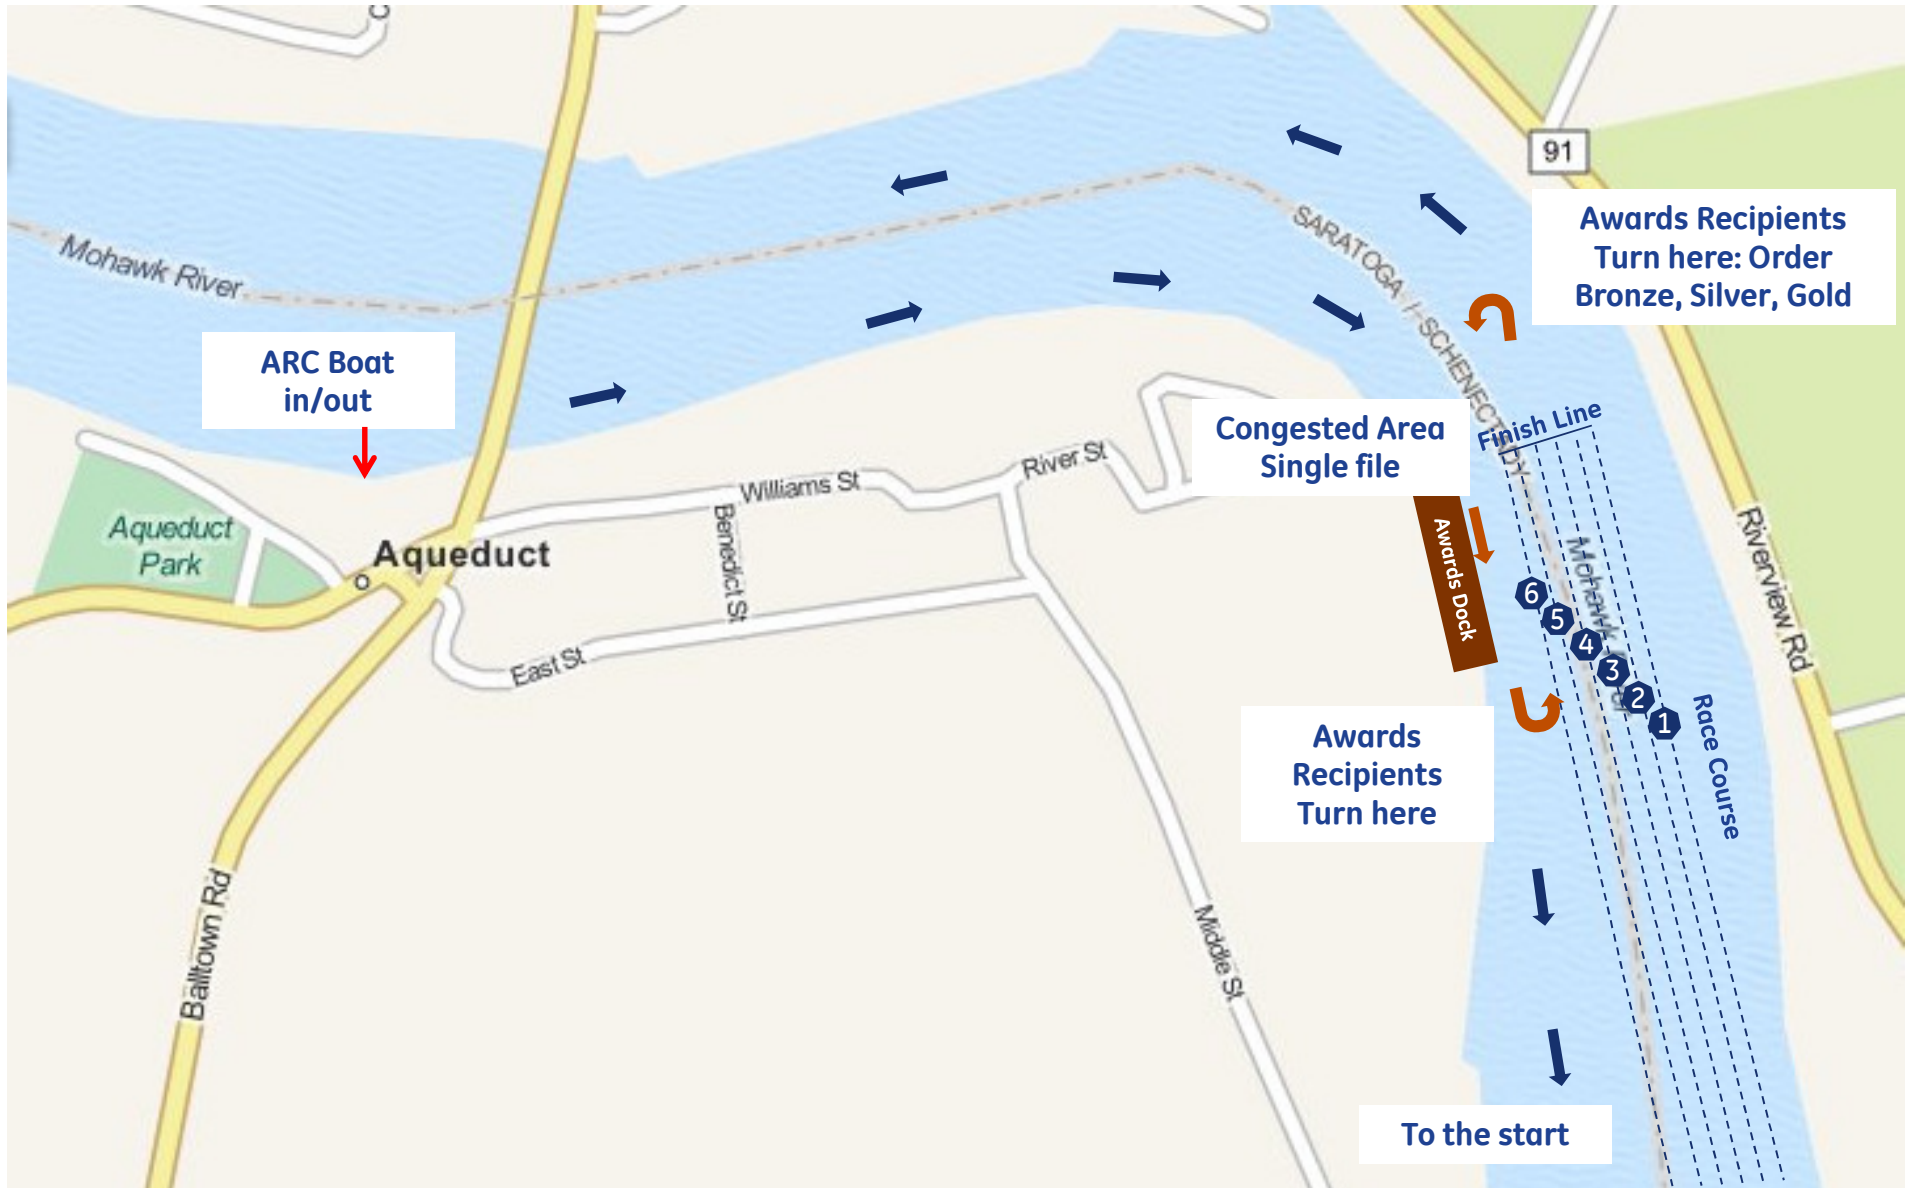 C
91
Awards Recipients
Turn here: Order
Bronze, Silver, Gold
SARATOGA / SCHENECTADY
Mohawk River
ARC Boat
in/out
Finish Line
Congested Area
Single file
River St
Williams St
Benedict St
Aqueduct
Park
Aqueduct
Awards Dock
Mohawk
Riverview Rd
6
5
4
3
2
1
East St
Race Course
Awards
Recipients
Turn here
Balltown Rd
Middle St
To the start